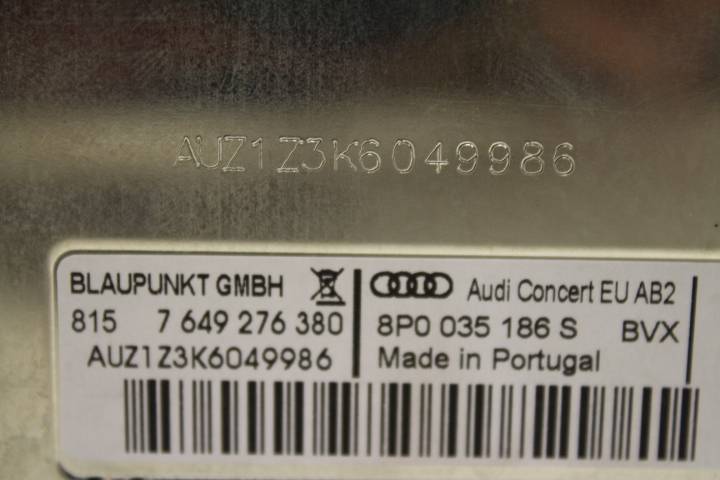 AUZ1Z3K6049986
BLAUPUNKT GMBH
815 7 649 276 380
AUZ1Z3K6049986
Audi Concert EU AB2
8P0 035 186 S BVX
Made in Portugal